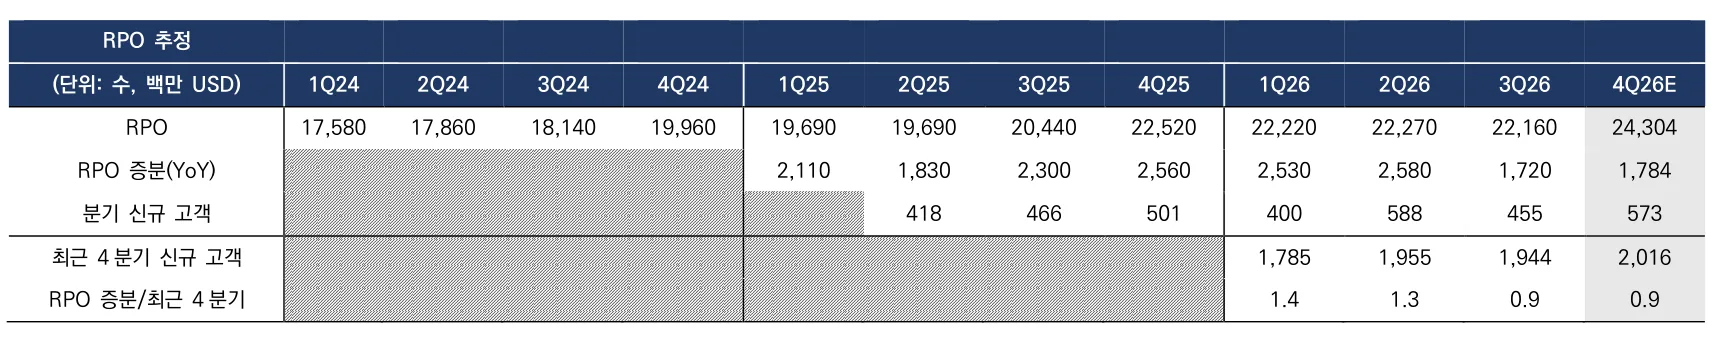 RPO 추정
(단위: 수, 백만 USD) 1Q24 2Q24 3Q24 4Q24 1Q25 2Q25 3Q25 4Q25 1Q26 2Q26 3Q26 4Q26E
RPO 17,580 17,860 18,140 19,960 19,690 19,690 20,440 22,520 22,220 22,270 22,160 24,304
RPO 증분(YoY) 2,110 1,830 2,300 2,560 2,530 2,580 1,720 1,784
분기 신규 고객 418 466 501 400 588 455 573
최근 4분기 신규 고객 1,785 1,955 1,944 2,016
RPO 증분/최근 4분기 1.4 1.3 0.9 0.9